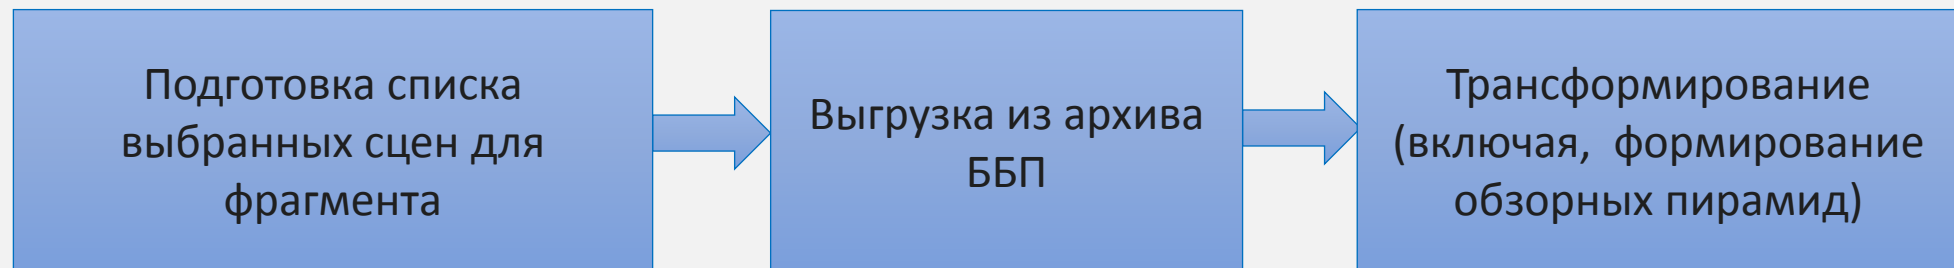 Подготовка списка
выбранных сцен для
фрагмента
Выгрузка из архива
ББП
Трансформирование
(включая,  формирование
обзорных пирамид)